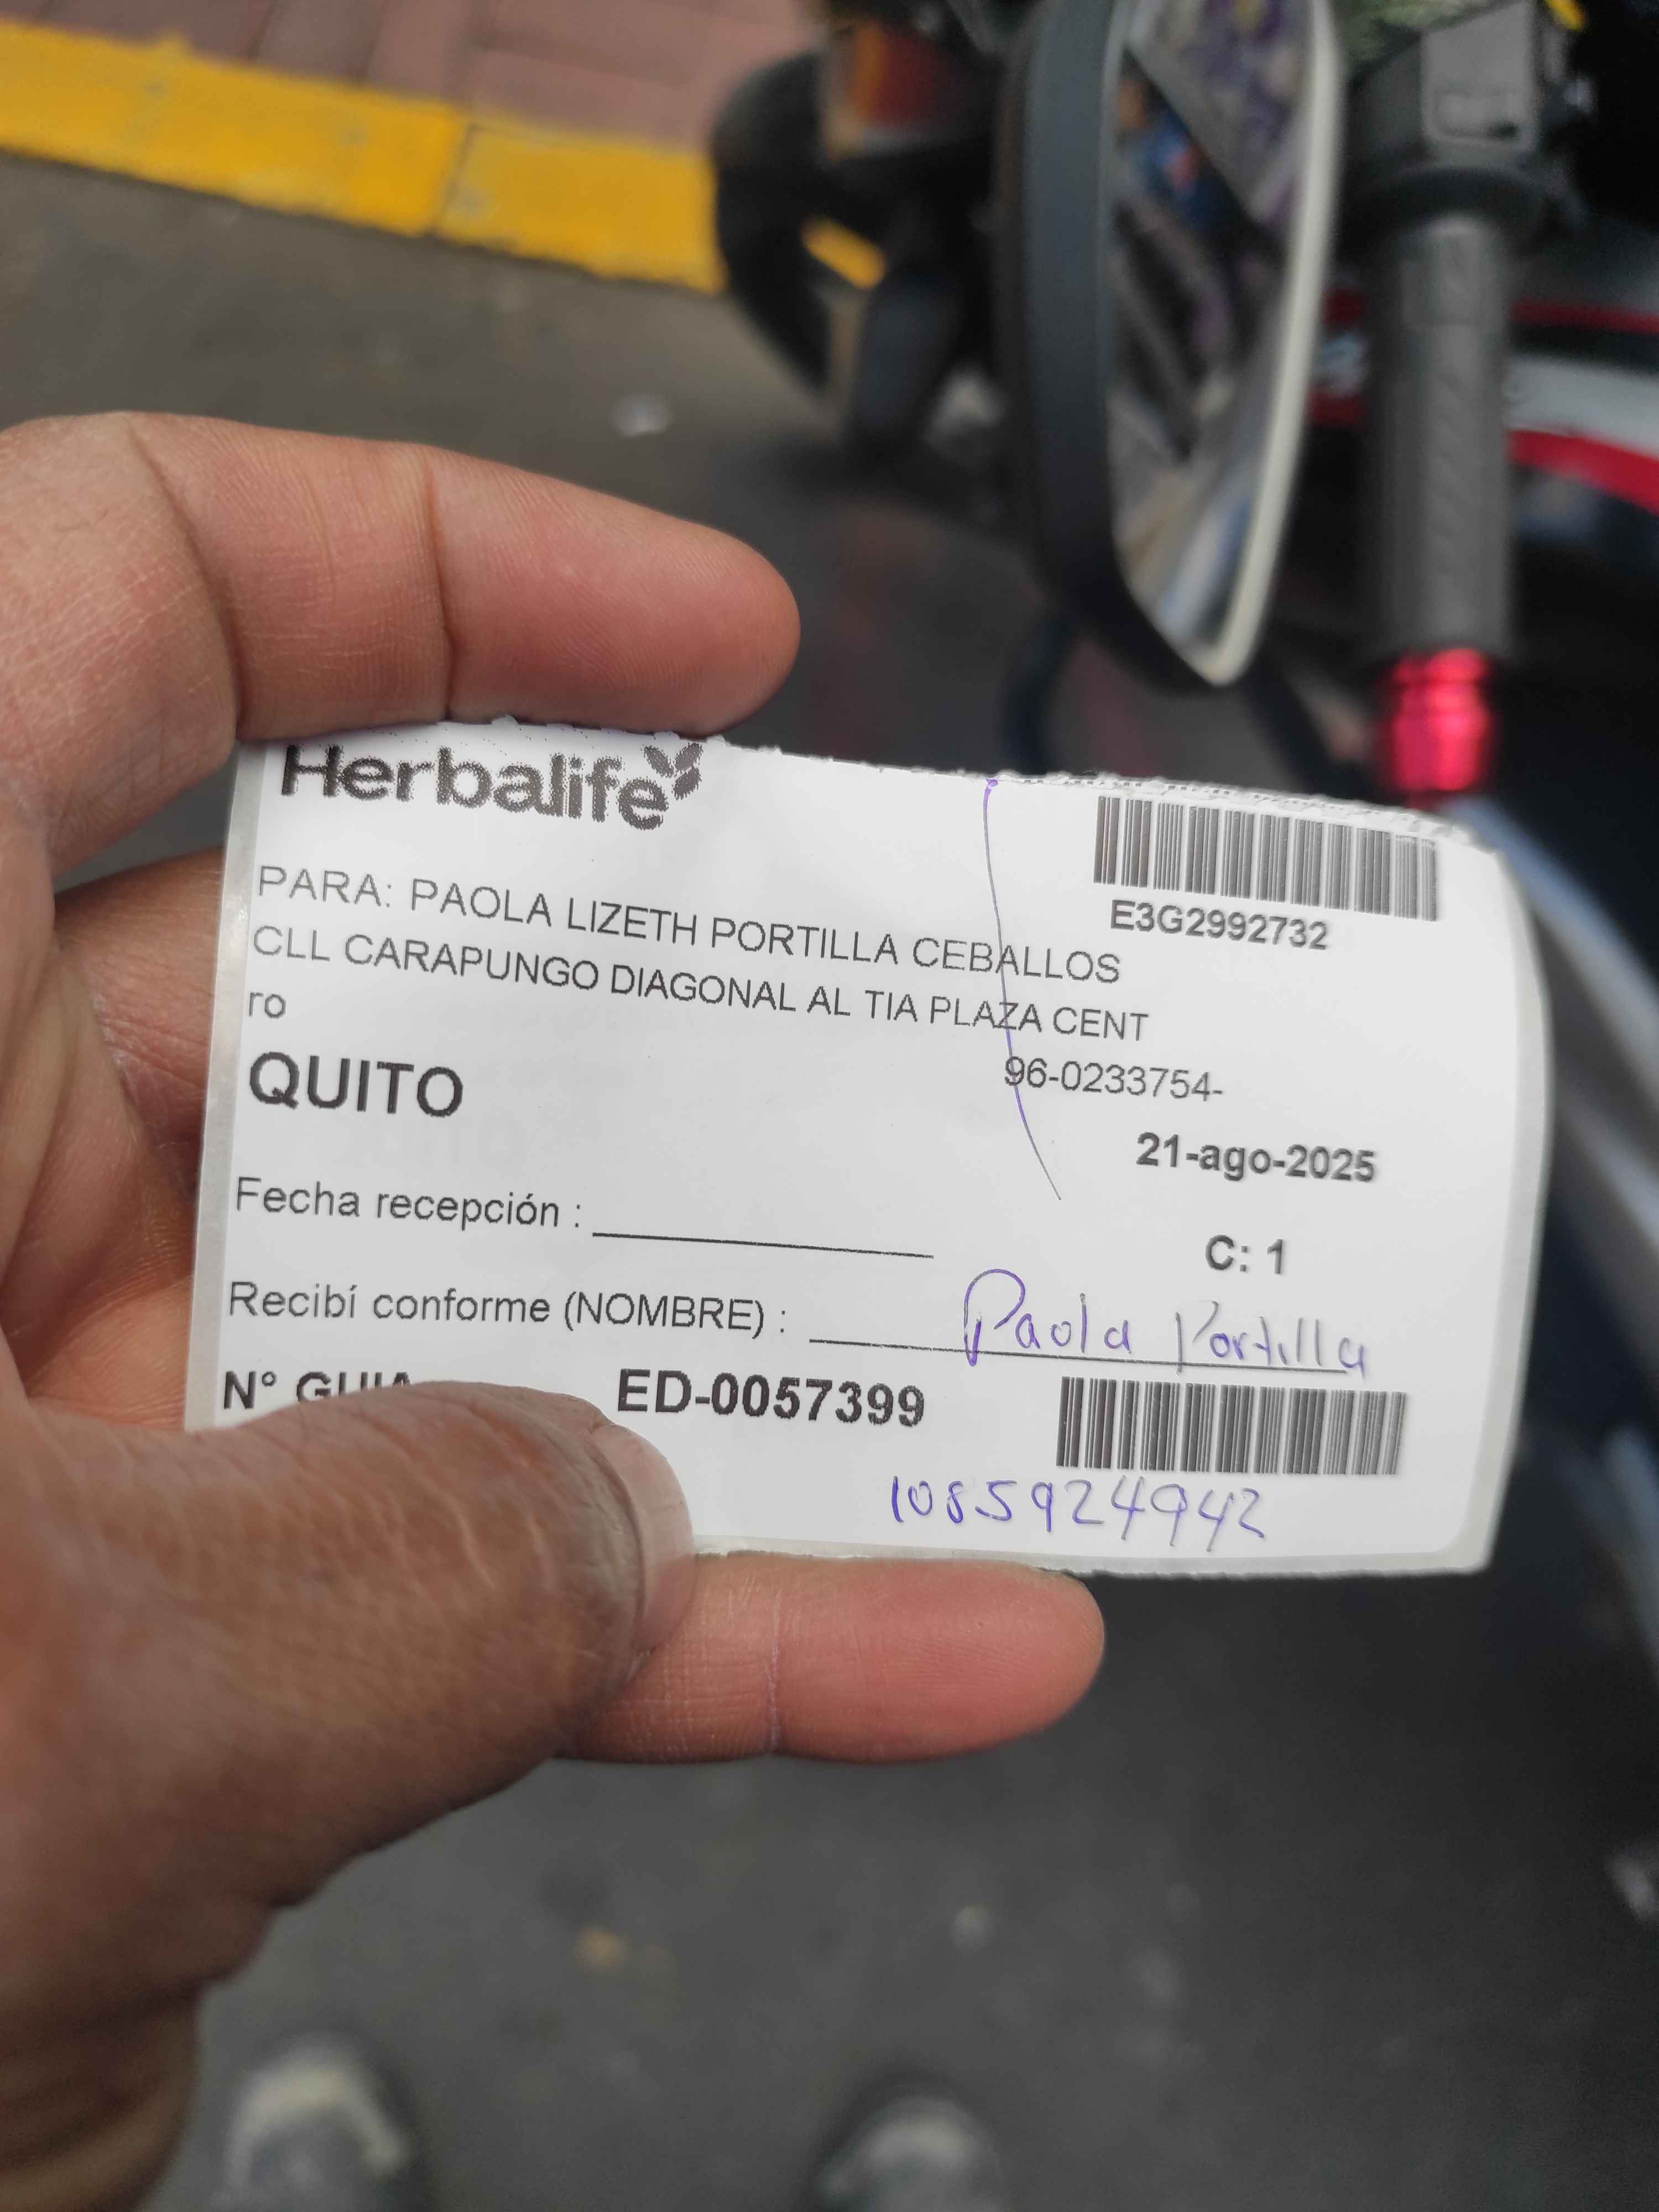 Herbalife
E3G2992732
PARA: PAOLA LIZETH PORTILLA CEBALLOS
CLL CARAPUNGO DIAGONAL AL TIA PLAZA CENT
ro
96-0233754-
QUITO
21-ago-2025
Fecha recepción :
C: 1
Recibí conforme (NOMBRE) : Paola Portilla
N° GUIA ED-0057399
1085924942